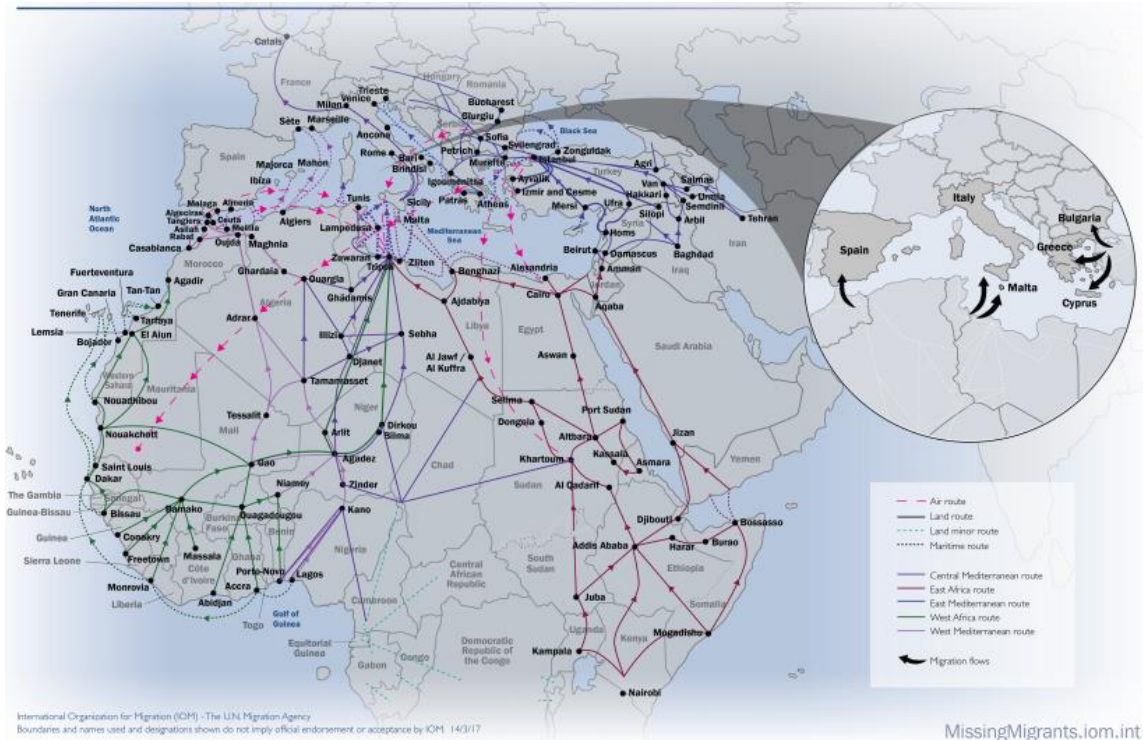 Calais
France
Hungary
Romania
Trieste
Venice
Milan
Bucharest
Giurgiu
Sète
Marseille
Ancona
Serbia
Sofia
Svilengrad
Black Sea
Zonguldak
Petrich
Istanbul
Rome
Bari
Brindisi
Muratte
Spain
Majorca
Mahon
Ibiza
Igoumenitsa
Ayvalik
Turkey
Agri
Van
Salmas
Patras
Athens
Izmir and Cesme
Hakkari
Urmia
Semdinli
North
Atlantic
Ocean
Malaga
Almeria
Algeciras
Tangiers
Ceuta
Asilah
Melilla
Rabat
Oujda
Casablanca
Maghnia
Algiers
Tunis
Sicily
Malta
Lampedusa
Mediterranean
Sea
Mersi
Ufra
Silopi
Arbil
Tehran
Syria
Homs
Iran
Beirut
Damascus
Baghdad
Iraq
Zuwarah
Tripoli
Zliten
Morocco
Ghardaia
Ouargla
Ghadamis
Benghazi
Alexandria
Amman
Jordan
Cairo
Aqaba
Ajdabiya
Fuerteventura
Agadir
Gran Canaria
Tan-Tan
Tenerife
Tarfaya
Lemsia
El Aiun
Bojador
Algeria
Adrar
Illizi
Sebha
Libya
Egypt
Saudi Arabia
Djanet
Al Jawf /
Al Kuffra
Aswan
Western
Sahara
Mauritania
Tamanrasset
Nouadhibou
Niger
Selima
Port Sudan
Tessalit
Mali
Dongola
Nouakchott
Arlit
Dirkou
Bilma
Atbara
Jizan
Kassala
Yemen
Saint Louis
Gao
Agadez
Chad
Khartoum
Asmara
Dakar
Niamey
Zinder
Sudan
Al Qadarif
The Gambia
Senegal
Guinea-Bissau
Bissau
Bamako
Burkina
Faso
Ouagadougou
Benin
Kano
Djibouti
Bossasso
Guinea
Conakry
Nigeria
Addis Ababa
Harar
Burao
Sierra Leone
Freetown
Massala
Côte
d'Ivoire
Ghana
Porto-Novo
Lagos
Central
African
Republic
South
Sudan
Ethiopia
Monrovia
Liberia
Abidjan
Accra
Togo
Gulf of
Guinea
Cameroon
Juba
Somalia
Equitorial
Guinea
Gabon
Congo
Democratic
Republic of
the Congo
Uganda
Kenya
Mogadishu
Kampala
Nairobi
Italy
Bulgaria
Spain
Greece
Malta
Cyprus
Air route
Land route
Land minor route
Maritime route
Central Mediterranean route
East Africa route
East Mediterranean route
West Africa route
West Mediterranean route
Migration flows
International Organization for Migration (IOM) - The U.N. Migration Agency
Boundaries and names used and designations shown do not imply official endorsement or acceptance by IOM. 14/3/17
MissingMigrants.iom.int